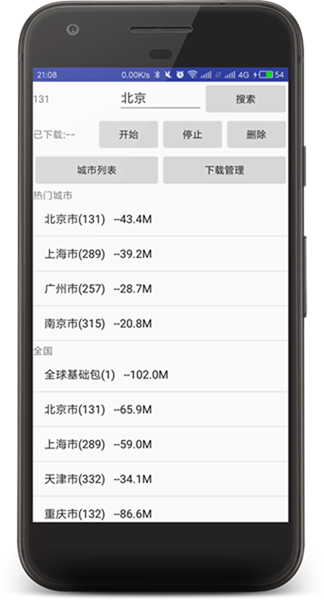 21:08 0.00K/s 4G 54
131 北京 搜索
已下载:-- 开始 停止 删除
城市列表 下载管理
热门城市
北京市(131) --43.4M
上海市(289) --39.2M
广州市(257) --28.7M
南京市(315) --20.8M
全国
全球基础包(1) --102.0M
北京市(131) --65.9M
上海市(289) --59.0M
天津市(332) --34.1M
重庆市(132) --86.6M